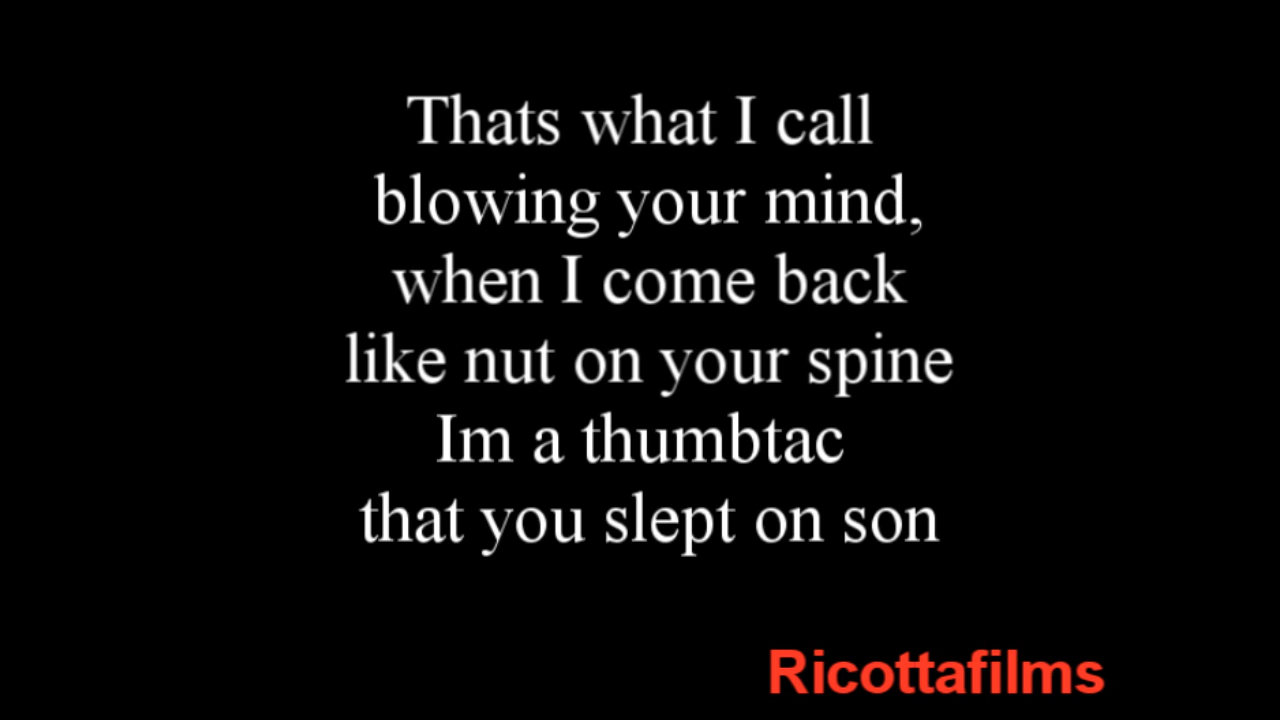 Thats what I call
blowing your mind,
when I come back
like nut on your spine
Im a thumbtac
that you slept on son
Ricottafilms